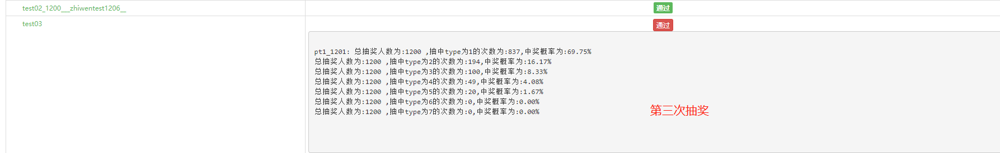 test02_1200___zhiwentest1206__
通过
test03
通过
pt1_1201: 总抽奖人数为:1200 ,抽中type为1的次数为:837,中奖概率为:69.75%
总抽奖人数为:1200 ,抽中type为2的次数为:194,中奖概率为:16.17%
总抽奖人数为:1200 ,抽中type为3的次数为:100,中奖概率为:8.33%
总抽奖人数为:1200 ,抽中type为4的次数为:49,中奖概率为:4.08%
总抽奖人数为:1200 ,抽中type为5的次数为:20,中奖概率为:1.67%
总抽奖人数为:1200 ,抽中type为6的次数为:0,中奖概率为:0.00%
总抽奖人数为:1200 ,抽中type为7的次数为:0,中奖概率为:0.00%
第三次抽奖